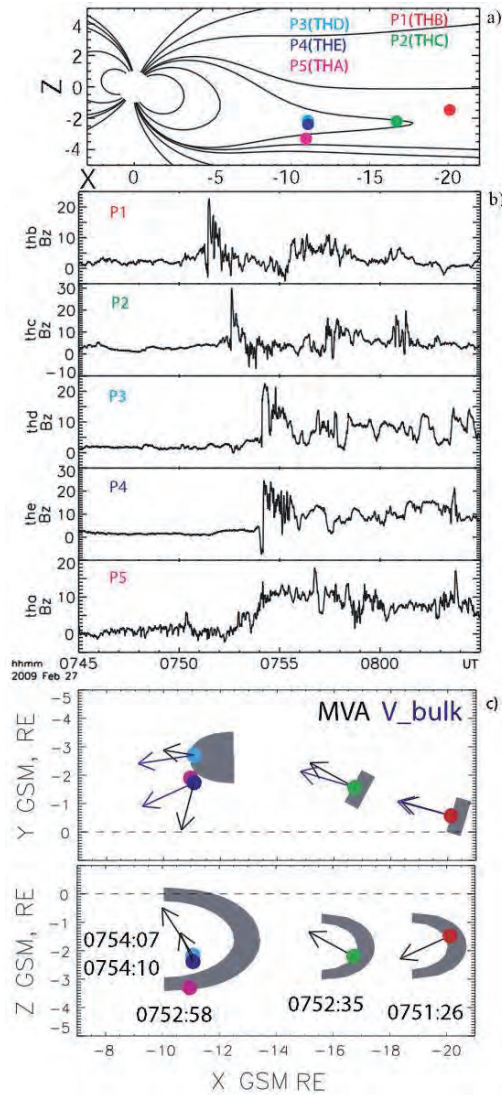 a)
P3(THD) P1(THB)
P4(THE) P2(THC)
P5(THA)
Z
4
2
0
-2
-4
X 0 -5 -10 -15 -20
b)
P1
thb
Bz
20
10
0
P2
thc
Bz
30
20
10
0
-10
P3
thd
Bz
20
10
0
P4
the
Bz
30
20
10
0
P5
tha
Bz
20
10
0
hhmm 0745 0750 0755 0800 UT
2009 Feb 27
c)
MVA V_bulk
Y GSM, RE
-5
-4
-3
-2
-1
0
1
Z GSM, RE
1
0
-1
-2
-3
-4
-5
0754:07
0754:10
0752:58
0752:35
0751:26
-8 -10 -12 -14 -16 -18 -20
X GSM RE